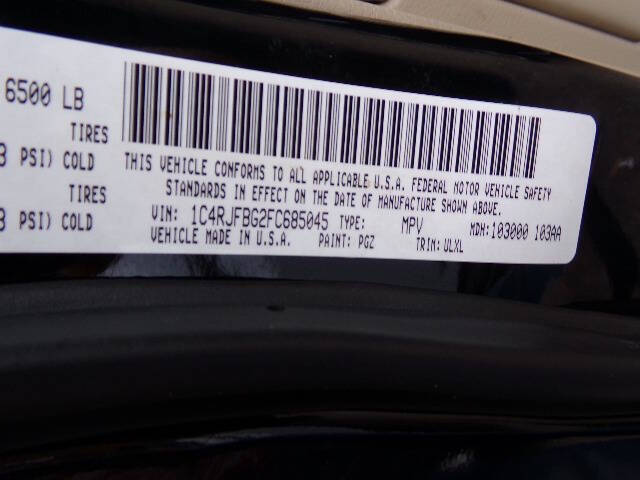 6500 LB
TIRES
PSI) COLD
TIRES
PSI) COLD
THIS VEHICLE CONFORMS TO ALL APPLICABLE U.S.A. FEDERAL MOTOR VEHICLE SAFETY
STANDARDS IN EFFECT ON THE DATE OF MANUFACTURE SHOWN ABOVE.
VIN: 1C4RJFBG2FC685045 TYPE: MPV MDH: 103000 103AA
VEHICLE MADE IN U.S.A. PAINT: PGZ TRIM: ULXL